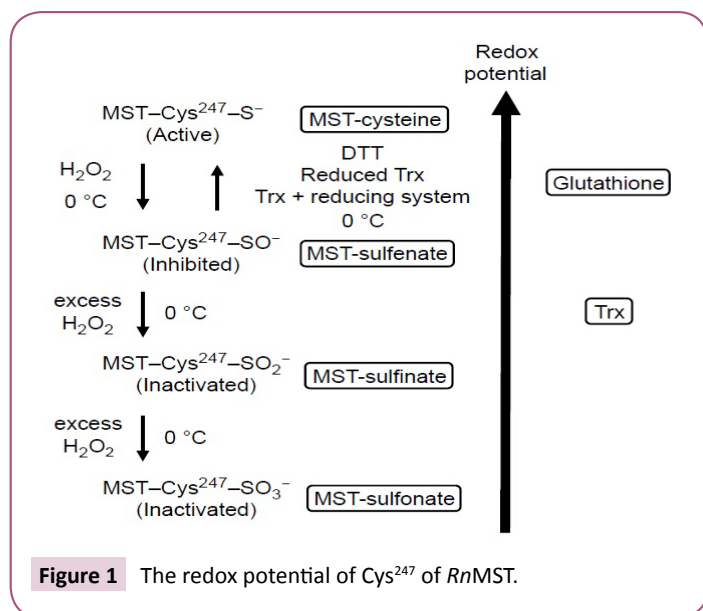 Redox
potential
MST–Cys²⁴⁷–S⁻
(Active)
MST-cysteine
H₂O₂
0 °C
DTT
Reduced Trx
Trx + reducing system
0 °C
Glutathione
MST–Cys²⁴⁷–SO⁻
(Inhibited)
MST-sulfenate
excess
H₂O₂
0 °C
Trx
MST–Cys²⁴⁷–SO₂⁻
(Inactivated)
MST-sulfinate
excess
H₂O₂
0 °C
MST–Cys²⁴⁷–SO₃⁻
(Inactivated)
MST-sulfonate
Figure 1 The redox potential of Cys²⁴⁷ of RnMST.